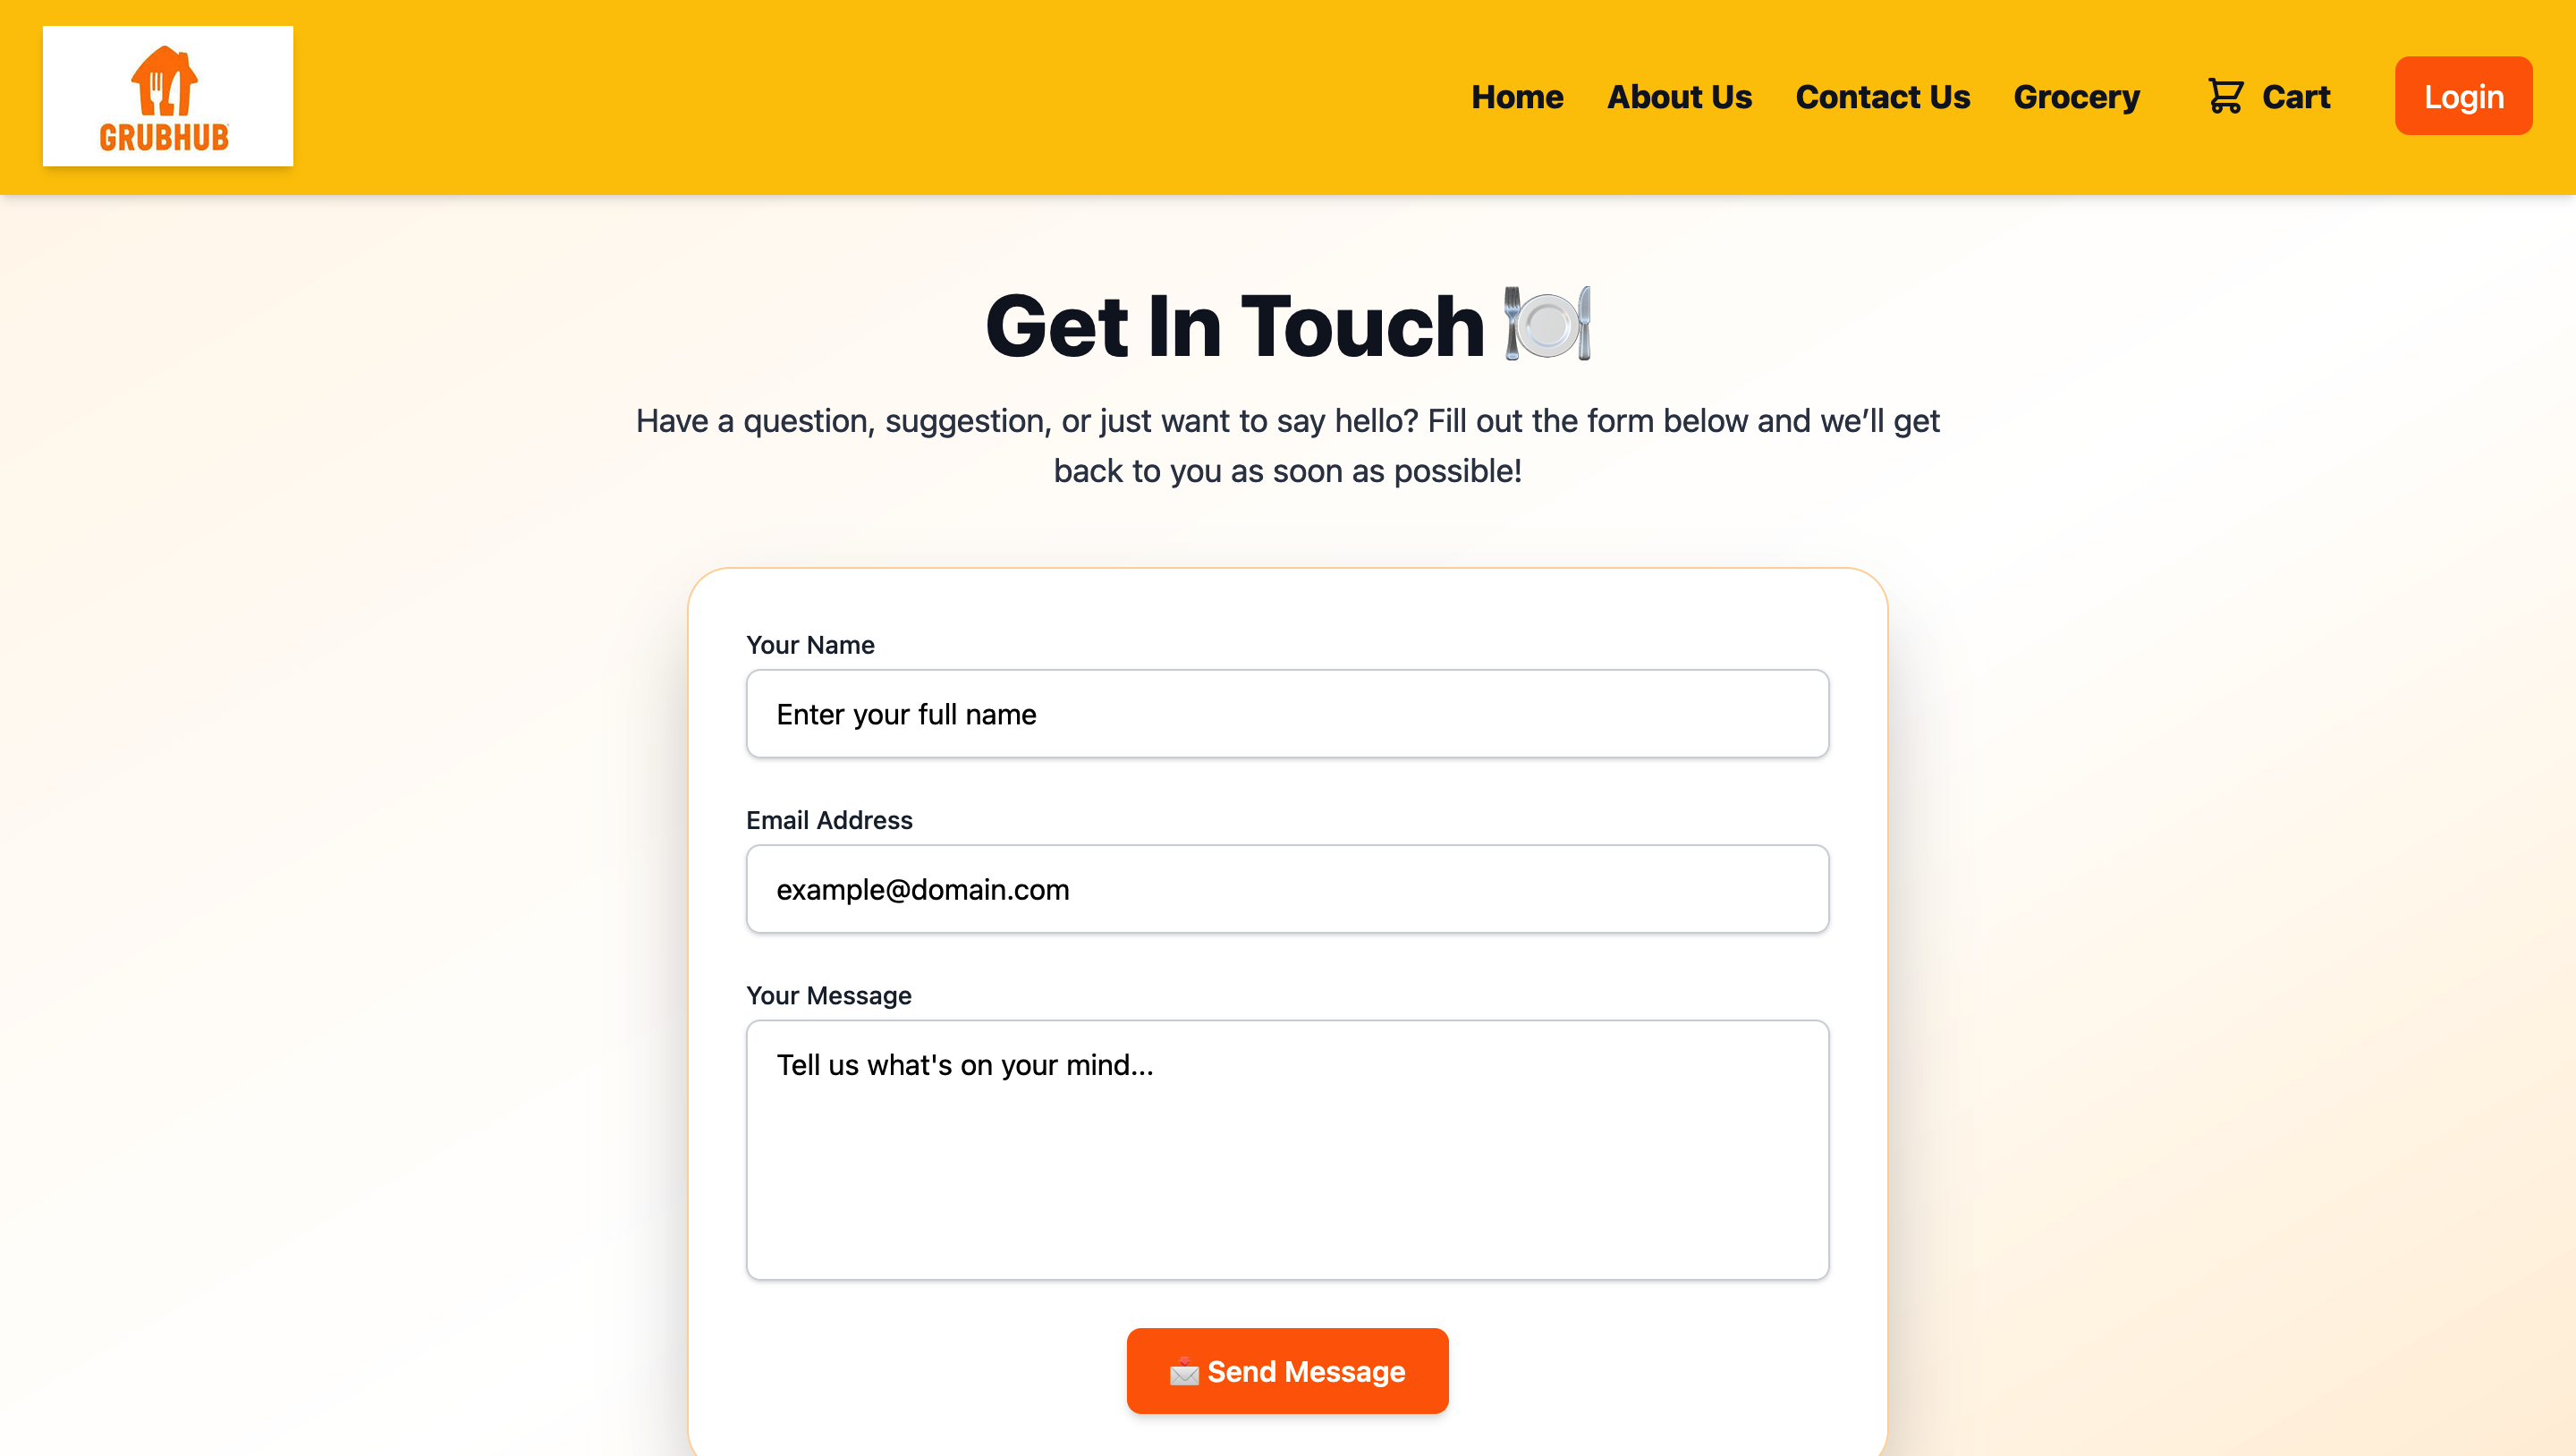 GRUBHUB
Home About Us Contact Us Grocery Cart Login
Get In Touch 🍽️
Have a question, suggestion, or just want to say hello? Fill out the form below and we’ll get
back to you as soon as possible!
Your Name
Enter your full name
Email Address
example@domain.com
Your Message
Tell us what's on your mind...
📩 Send Message